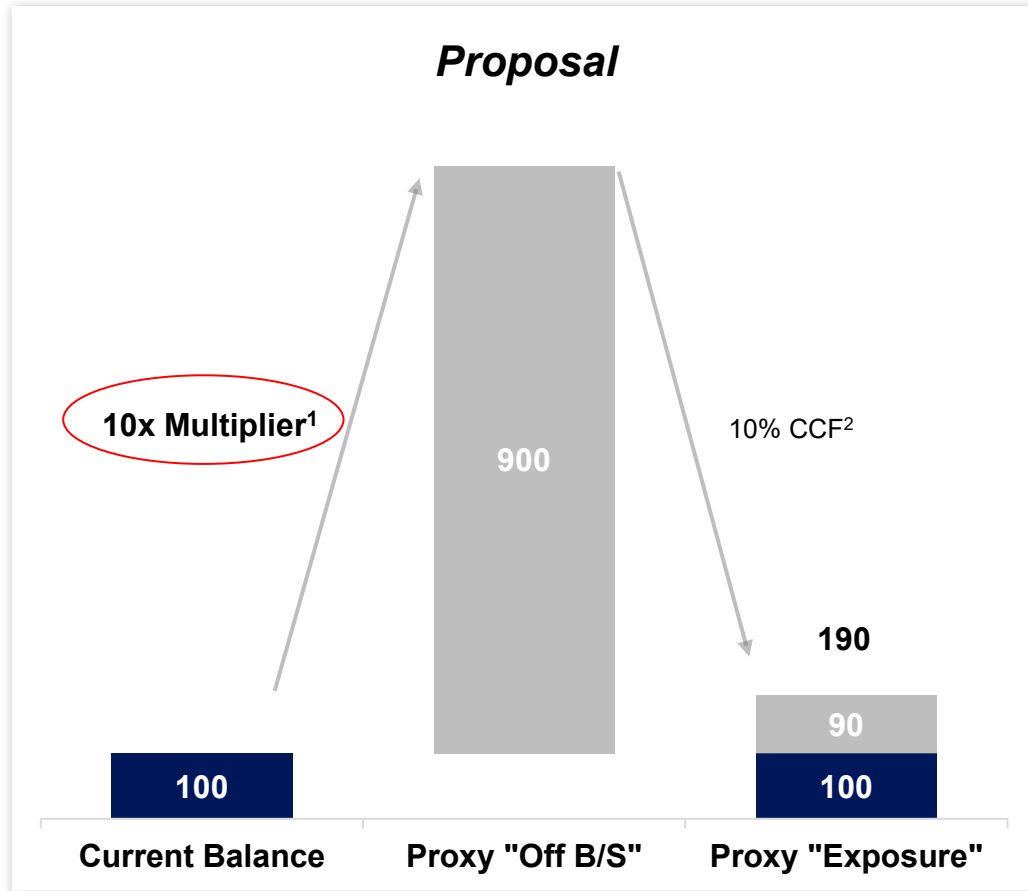 Proposal
10x Multiplier¹
900
10% CCF²
190
90
100
100
Current Balance
Proxy "Off B/S"
Proxy "Exposure"